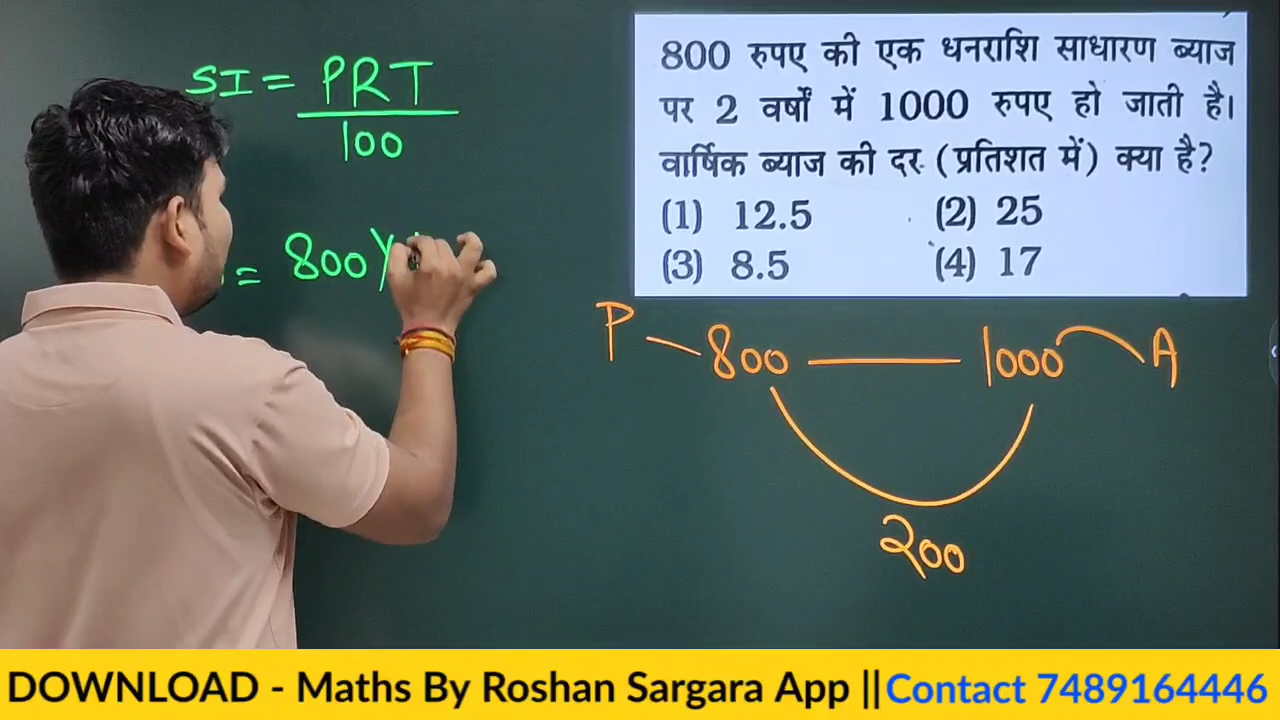 SI = PRT
100
= 800 ×
800 रुपए की एक धनराशि साधारण ब्याज
पर 2 वर्षों में 1000 रुपए हो जाती है।
वार्षिक ब्याज की दर (प्रतिशत में) क्या है?
(1) 12.5 (2) 25
(3) 8.5 (4) 17
P 800 1000 A
200
DOWNLOAD - Maths By Roshan Sargara App || Contact 7489164446